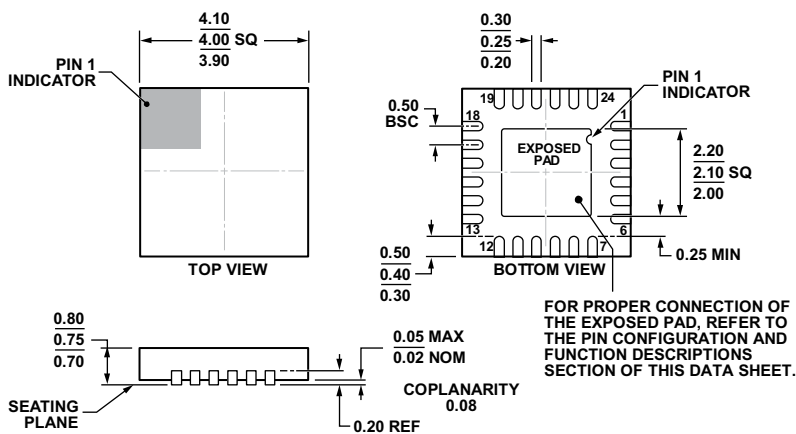 4.10
4.00 SQ
3.90
PIN 1
INDICATOR
TOP VIEW
0.30
0.25
0.20
PIN 1
INDICATOR
0.50
BSC
19
24
18
1
EXPOSED
PAD
2.20
2.10 SQ
2.00
13
6
12
7
0.50
0.40
0.30
BOTTOM VIEW
0.25 MIN
FOR PROPER CONNECTION OF
THE EXPOSED PAD, REFER TO
THE PIN CONFIGURATION AND
FUNCTION DESCRIPTIONS
SECTION OF THIS DATA SHEET.
0.80
0.75
0.70
0.05 MAX
0.02 NOM
COPLANARITY
0.08
SEATING
PLANE
0.20 REF